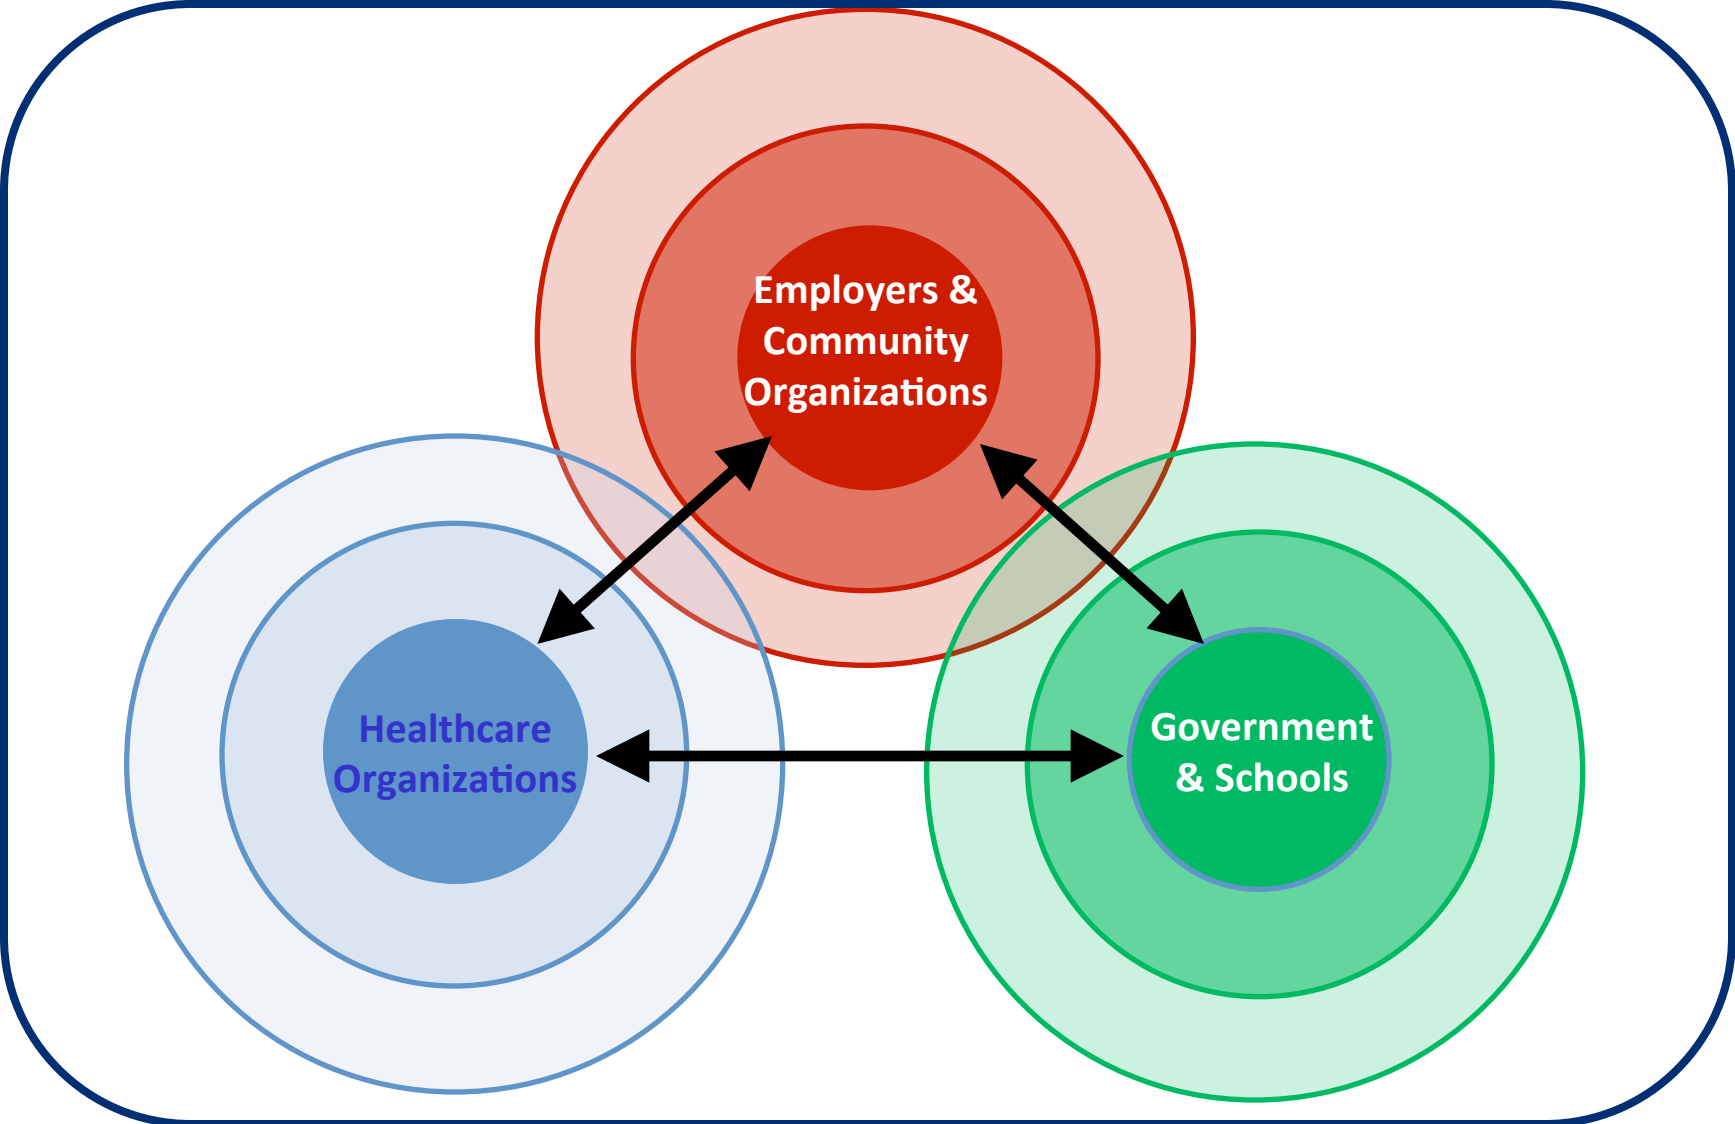 Employers &
Community
Organizations
Healthcare
Organizations
Government
& Schools